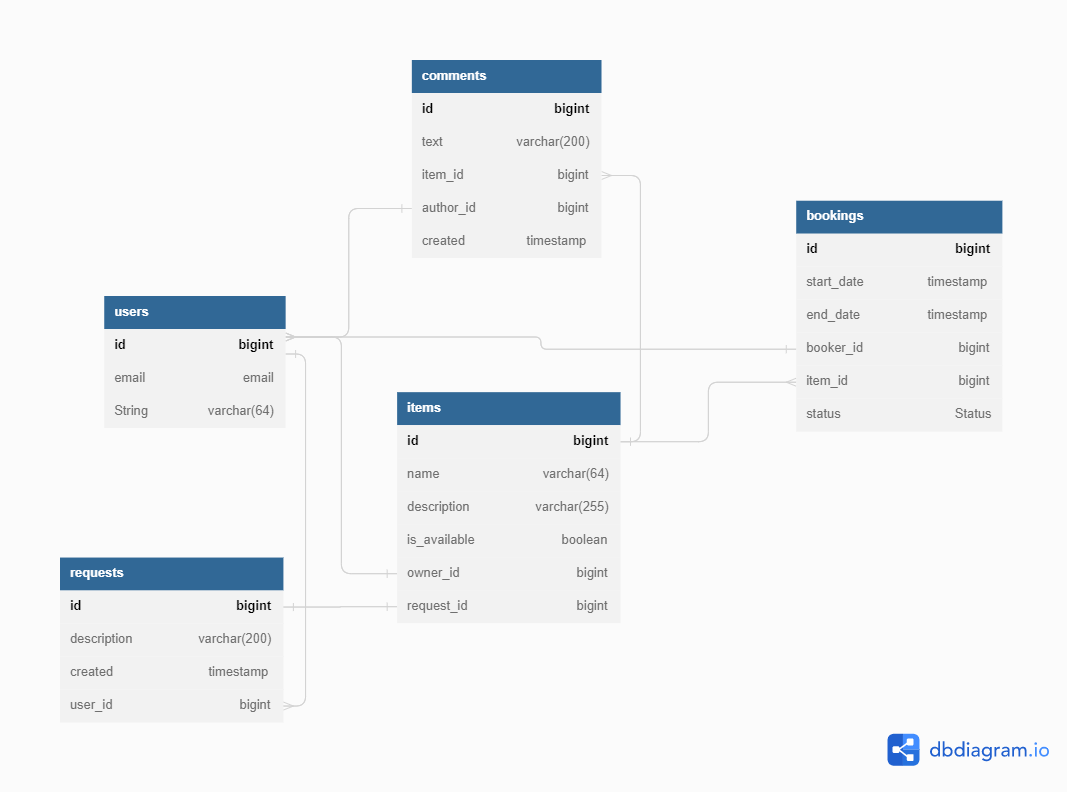 comments
id bigint
text varchar(200)
item_id bigint
author_id bigint
created timestamp
bookings
id bigint
start_date timestamp
end_date timestamp
booker_id bigint
item_id bigint
status Status
users
id bigint
email email
String varchar(64)
items
id bigint
name varchar(64)
description varchar(255)
is_available boolean
owner_id bigint
request_id bigint
requests
id bigint
description varchar(200)
created timestamp
user_id bigint
dbdiagram.io